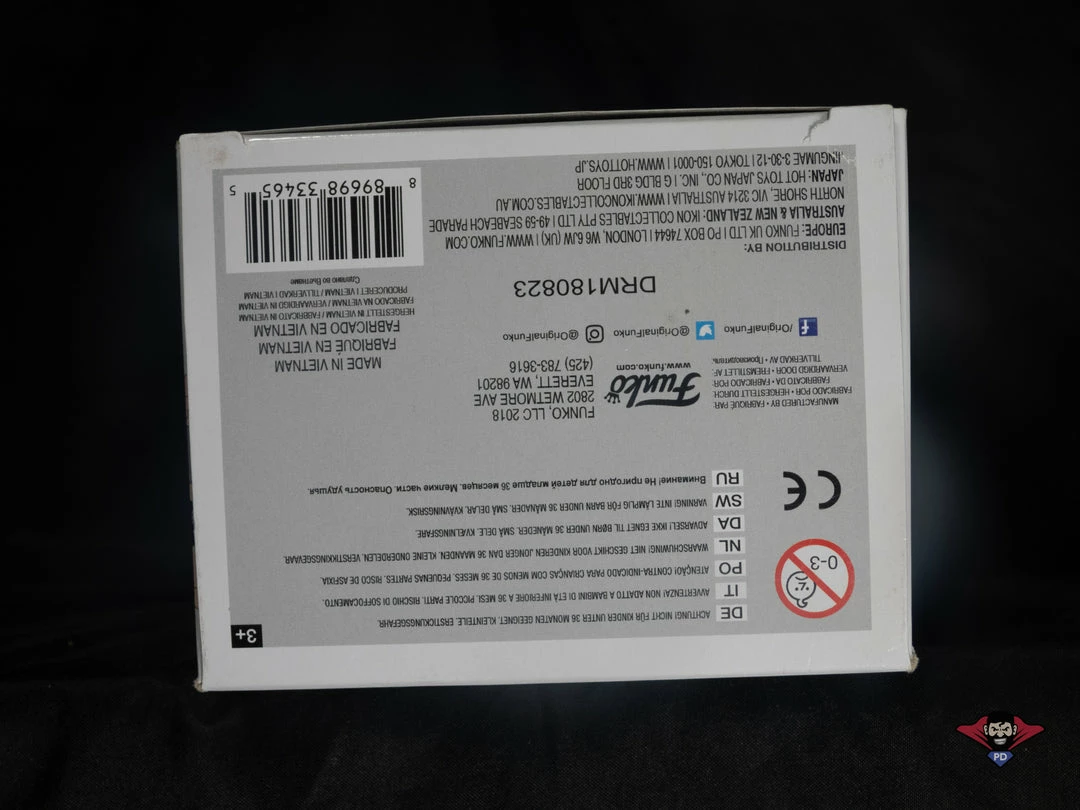 3+
DE ACHTUNG! NICHT FÜR KINDER UNTER 36 MONATEN GEEIGNET. KLEINTEILE. ERSTICKUNGSGEFAHR.
IT AVVERTENZA! NON ADATTO A BAMBINI DI ETÀ INFERIORE A 36 MESI. PICCOLE PARTI. RISCHIO DI SOFFOCAMENTO.
PO ATENÇÃO! CONTRA-INDICADO PARA CRIANÇAS COM MENOS DE 36 MESES. PEQUENAS PARTES. RISCO DE ASFIXIA.
NL WAARSCHUWING! NIET GESCHIKT VOOR KINDEREN JONGER DAN 36 MAANDEN. KLEINE ONDERDELEN. VERSTIKKINGSGEVAAR.
DA ADVARSEL! IKKE EGNET TIL BØRN UNDER 36 MÅNEDER. SMÅ DELE. KVÆLNINGSFARE.
SW VARNING! INTE LÄMPLIG FÖR BARN UNDER 36 MÅNADER. SMÅ DELAR. KVÄVNINGSRISK.
RU Внимание! Не пригодно для детей младше 36 месяцев. Мелкие части. Опасность удушья.
0-3
CE
MANUFACTURED BY • FABRIQUÉ PAR:
FABRICADO POR • HERGESTELLT DURCH:
FABBRICATO DA • FABRICADO POR:
VERVAARDIGD DOOR • FREMSTILLET AF:
TILLVERKAD AV • Производитель:
Funko
www.funko.com
FUNKO, LLC 2018
2802 WETMORE AVE
EVERETT, WA 98201
(425) 783-3616
/OriginalFunko
@OriginalFunko
@OriginalFunko
DRM180823
MADE IN VIETNAM
FABRIQUÉ EN VIETNAM
FABRICADO EN VIETNAM
HERGESTELLT IN VIETNAM / FABBRICATO IN VIETNAM
FABRICADO NA VIETNAM / VERVAARDIGD IN VIETNAM
PRODUCERET I VIETNAM / TILLVERKAD I VIETNAM
Сделано во Вьетнаме
DISTRIBUTION BY:
EUROPE: FUNKO UK LTD | PO BOX 74644 | LONDON, W6 6JW (UK) | WWW.FUNKO.COM
AUSTRALIA & NEW ZEALAND: IKON COLLECTABLES PTY LTD | 49-59 SEABEACH PARADE
NORTH SHORE, VIC 3214 AUSTRALIA | WWW.IKONCOLLECTABLES.COM.AU
JAPAN: HOT TOYS JAPAN CO., INC. | G BLDG 3RD FLOOR
JINGUMAE 3-30-12 | TOKYO 150-0001 | WWW.HOTTOYS.JP
8 89698 33465 5
PD